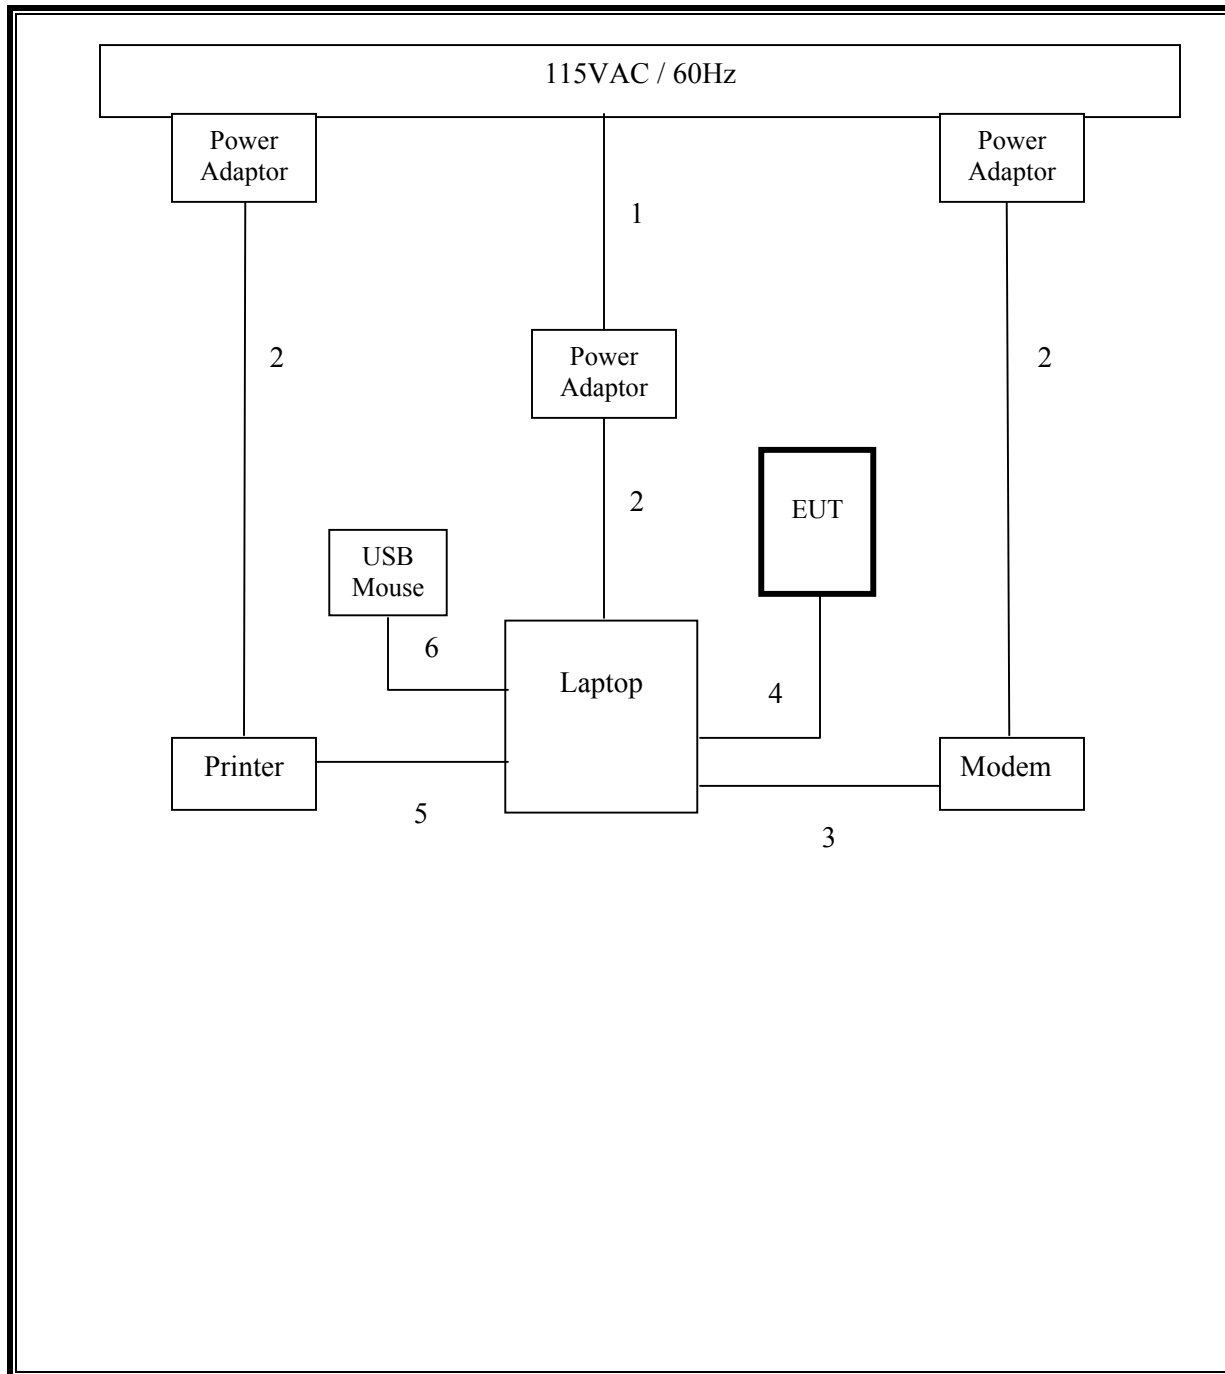 115VAC / 60Hz
Power
Adaptor
Power
Adaptor
1
2
Power
Adaptor
2
2
EUT
USB
Mouse
6
Laptop
4
Printer
Modem
5
3